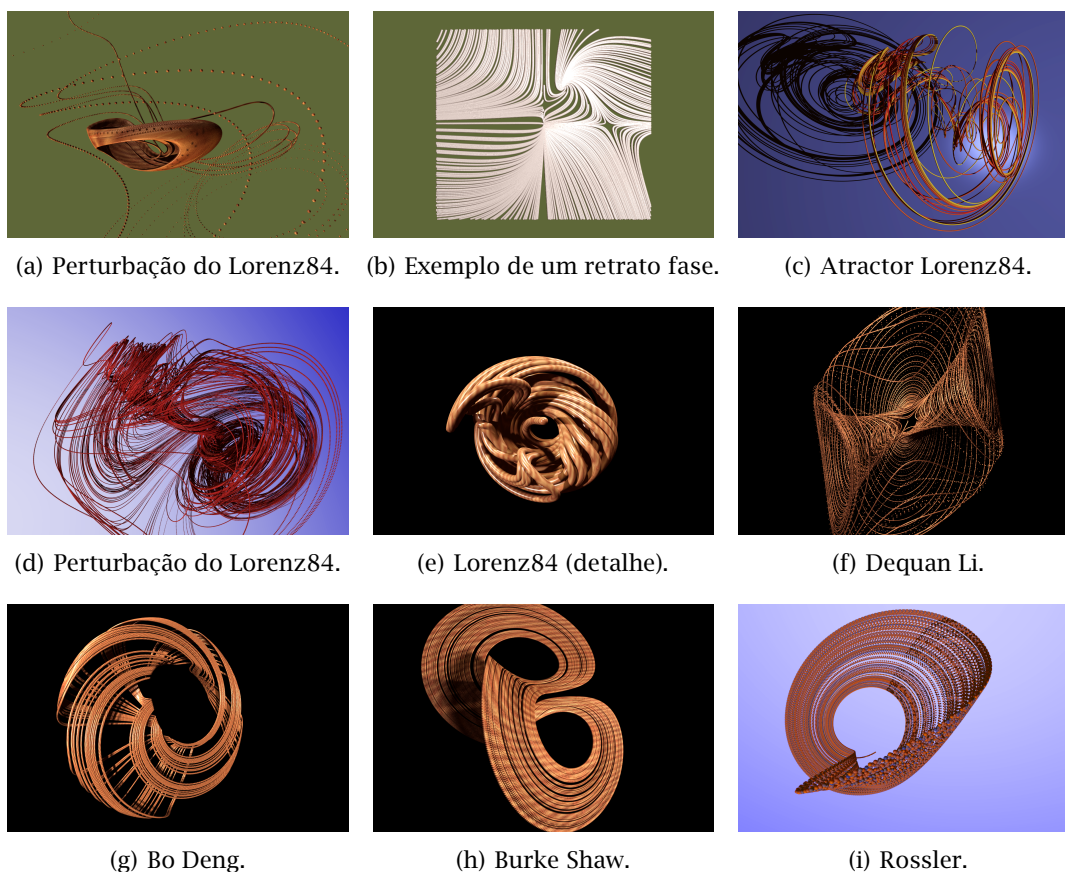 (a) Perturbação do Lorenz84.
(b) Exemplo de um retrato fase.
(c) Atractor Lorenz84.
(d) Perturbação do Lorenz84.
(e) Lorenz84 (detalhe).
(f) Dequan Li.
(g) Bo Deng.
(h) Burke Shaw.
(i) Rossler.